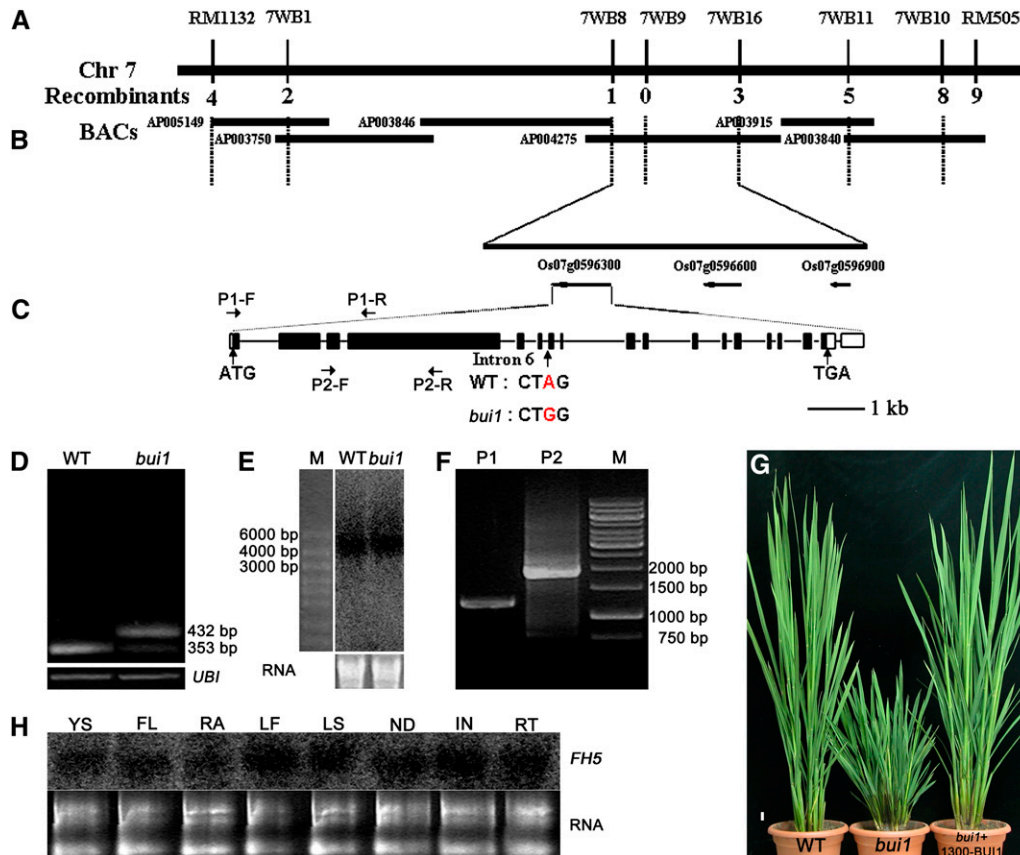 A
RM1132 7WB1 7WB8 7WB9 7WB16 7WB11 7WB10 RM505
Chr 7
Recombinants 4 2 1 0 3 5 8 9
B
BACs
AP005149 AP003846 AP003915
AP003750 AP004275 AP003840
Os07g0596300 Os07g0596600 Os07g0596900
C
P1-F P1-R
ATG P2-F P2-R Intron 6 TGA
WT : CTAG
bui1 : CTGG
1 kb
D
WT bui1
432 bp
353 bp
UBI
E
M WT bui1
6000 bp
4000 bp
3000 bp
RNA
F
P1 P2 M
2000 bp
1500 bp
1000 bp
750 bp
G
WT bui1 bui1+
1300-BUI1
H
YS FL RA LF LS ND IN RT
FH5
RNA